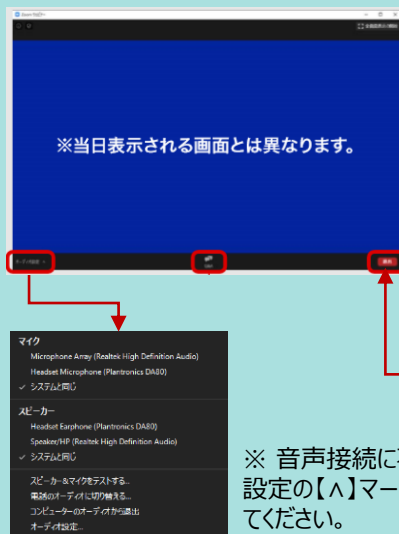 ※当日表示される画面とは異なります。
マイク
Microphone Array (Realtek High Definition Audio)
Headset Microphone (Plantronics DA80)
✓ システムと同じ
スピーカー
Headset Earphone (Plantronics DA80)
Speaker/HP (Realtek High Definition Audio)
✓ システムと同じ
スピーカー&マイクをテストする...
電話のオーディオに切り替える...
コンピューターのオーディオから退出
オーディオ設定...
※ 音声接続に
設定の【∧】マー
てください。